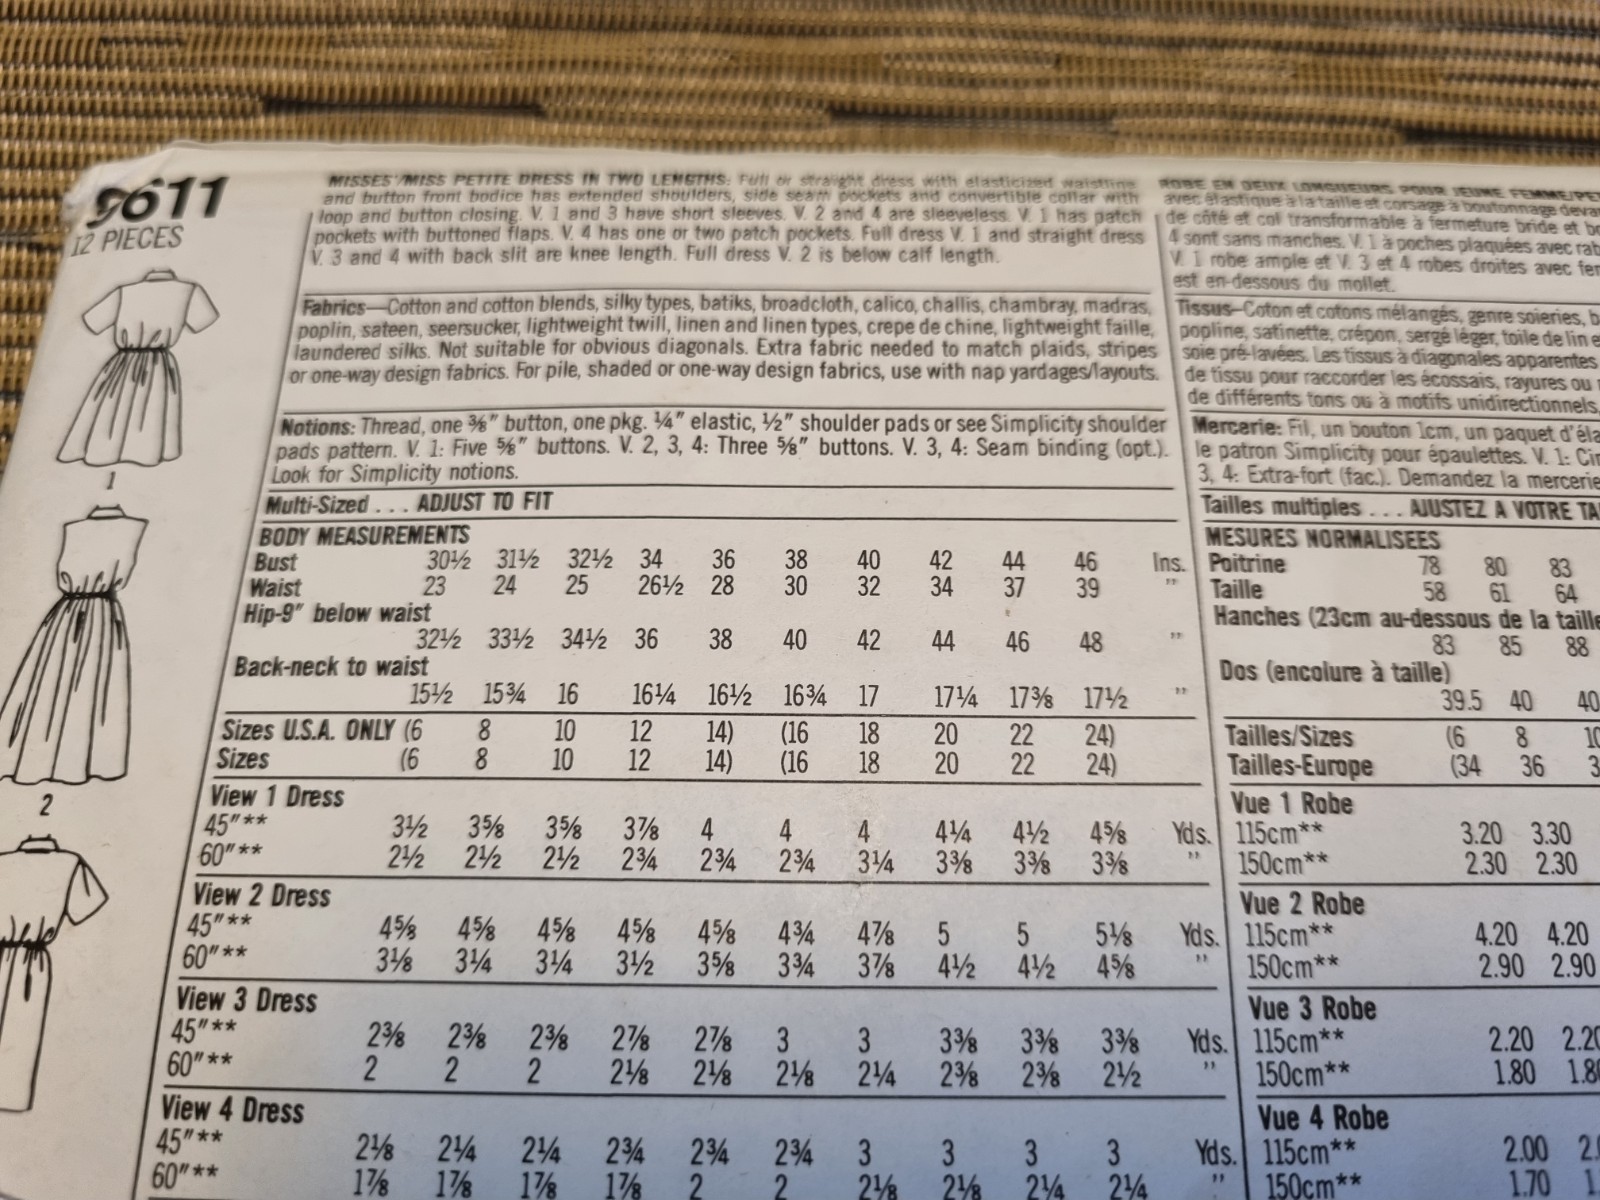 9611
12 PIECES
1
2
MISSES'/MISS PETITE DRESS IN TWO LENGTHS: Full or straight dress with elasticized waistline
and button front bodice has extended shoulders, side seam pockets and convertible collar with
loop and button closing. V. 1 and 3 have short sleeves. V. 2 and 4 are sleeveless. V. 1 has patch
pockets with buttoned flaps. V. 4 has one or two patch pockets. Full dress V. 1 and straight dress
V. 3 and 4 with back slit are knee length. Full dress V. 2 is below calf length.
Fabrics—Cotton and cotton blends, silky types, batiks, broadcloth, calico, challis, chambray, madras,
poplin, sateen, seersucker, lightweight twill, linen and linen types, crepe de chine, lightweight faille,
laundered silks. Not suitable for obvious diagonals. Extra fabric needed to match plaids, stripes
or one-way design fabrics. For pile, shaded or one-way design fabrics, use with nap yardages/layouts.
Notions: Thread, one ⅜" button, one pkg. ¼" elastic, ½" shoulder pads or see Simplicity shoulder
pads pattern. V. 1: Five ⅝" buttons. V. 2, 3, 4: Three ⅝" buttons. V. 3, 4: Seam binding (opt.).
Look for Simplicity notions.
Multi-Sized . . . ADJUST TO FIT
BODY MEASUREMENTS
Bust 30½ 31½ 32½ 34 36 38 40 42 44 46 Ins.
Waist 23 24 25 26½ 28 30 32 34 37 39 "
Hip-9" below waist
32½ 33½ 34½ 36 38 40 42 44 46 48 "
Back-neck to waist
15½ 15¾ 16 16¼ 16½ 16¾ 17 17¼ 17⅜ 17½ "
Sizes U.S.A. ONLY (6 8 10 12 14) (16 18 20 22 24)
Sizes (6 8 10 12 14) (16 18 20 22 24)
View 1 Dress
45"** 3½ 3⅝ 3⅝ 3⅞ 4 4 4 4¼ 4½ 4⅝ Yds.
60"** 2½ 2½ 2½ 2¾ 2¾ 2¾ 3¼ 3⅜ 3⅜ 3⅜ "
View 2 Dress
45"** 4⅝ 4⅝ 4⅝ 4⅝ 4⅝ 4¾ 4⅞ 5 5 5⅛ Yds.
60"** 3⅛ 3¼ 3¼ 3½ 3⅝ 3¾ 3⅞ 4½ 4½ 4⅝ "
View 3 Dress
45"** 2⅜ 2⅜ 2⅜ 2⅞ 2⅞ 3 3 3⅜ 3⅜ 3⅜ Yds.
60"** 2 2 2 2⅛ 2⅛ 2⅛ 2¼ 2⅜ 2⅜ 2½ "
View 4 Dress
45"** 2⅛ 2¼ 2¼ 2¾ 2¾ 2¾ 3 3 3 3 Yds.
60"** 1⅞ 1⅞ 1⅞ 1⅞ 2 2 2⅛ 2⅛ 2¼ 2¼ "
ROBE EN DEUX LONGUEURS POUR JEUNE FEMME/PE
avec élastique à la taille et corsage à boutonnage deva
de côté et col transformable à fermeture bride et b
4 sont sans manches. V. 1 à poches plaquées avec rab
V. 1 robe ample et V. 3 et 4 robes droites avec fe
est en-dessous du mollet.
Tissus—Coton et cotons mélangés, genre soieries, b
popline, satinette, crépon, sergé léger, toile de lin e
soie pré-lavées. Les tissus à diagonales apparentes
de tissu pour raccorder les écossais, rayures ou
de différents tons ou à motifs unidirectionnels,
Mercerie: Fil, un bouton 1cm, un paquet d'éla
le patron Simplicity pour épaulettes. V. 1: Cin
3, 4: Extra-fort (fac.). Demandez la mercerie
Tailles multiples . . . AJUSTEZ A VOTRE TA
MESURES NORMALISEES
Poitrine 78 80 83
Taille 58 61 64
Hanches (23cm au-dessous de la taille
83 85 88
Dos (encolure à taille)
39.5 40 40
Tailles/Sizes (6 8 10
Tailles-Europe (34 36 3
Vue 1 Robe
115cm** 3.20 3.30
150cm** 2.30 2.30
Vue 2 Robe
115cm** 4.20 4.20
150cm** 2.90 2.90
Vue 3 Robe
115cm** 2.20 2.20
150cm** 1.80 1.8
Vue 4 Robe
115cm** 2.00 2.
150cm** 1.70 1.